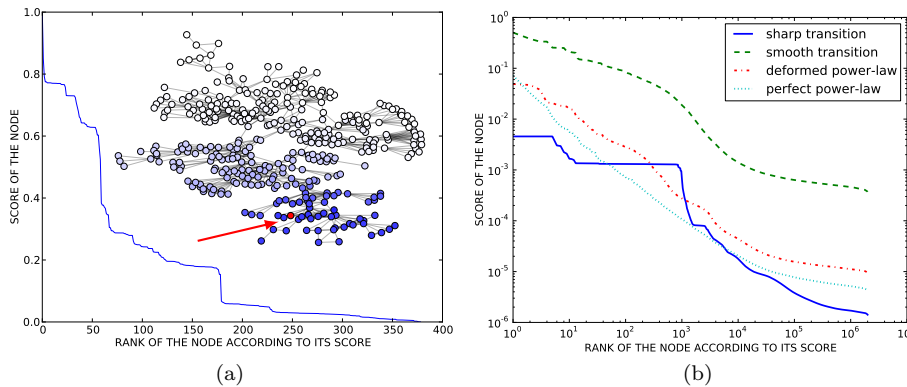 1.0
0.8
0.6
0.4
0.2
0.0
SCORE OF THE NODE
0 50 100 150 200 250 300 350 400
RANK OF THE NODE ACCORDING TO ITS SCORE
(a)
10^0
10^-1
10^-2
10^-3
10^-4
10^-5
10^-6
SCORE OF THE NODE
sharp transition
smooth transition
deformed power-law
perfect power-law
10^0 10^1 10^2 10^3 10^4 10^5 10^6 10^7
RANK OF THE NODE ACCORDING TO ITS SCORE
(b)